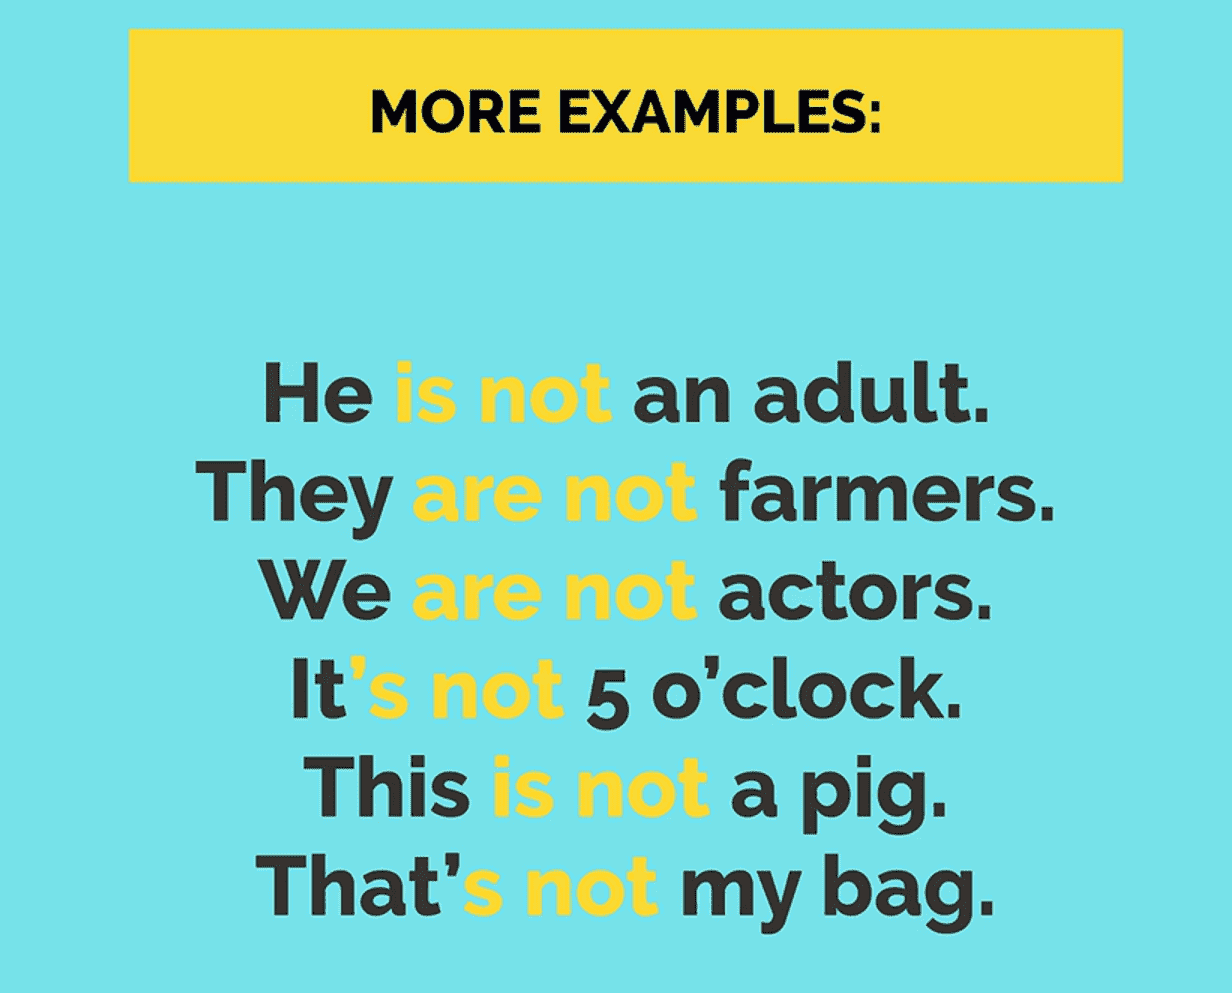 MORE EXAMPLES:
He is not an adult.
They are not farmers.
We are not actors.
It’s not 5 o’clock.
This is not a pig.
That’s not my bag.